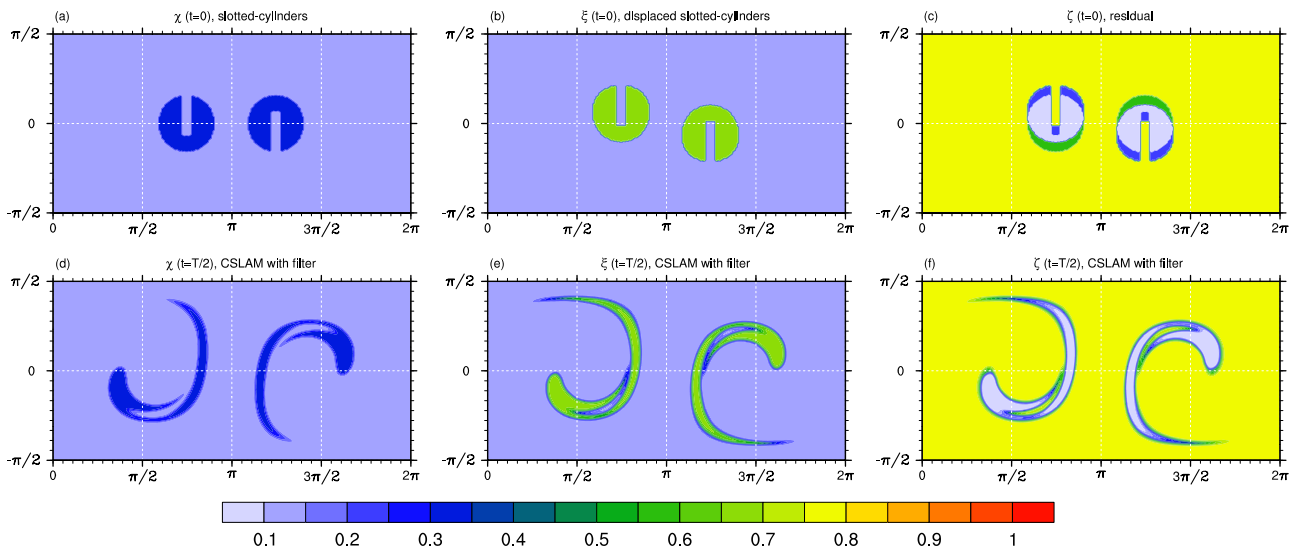 (a) χ (t=0), slotted-cylinders
(b) ξ (t=0), displaced slotted-cylinders
(c) ζ (t=0), residual
π/2 π/2 π/2
0 0 0
-π/2 -π/2 -π/2
0 π/2 π 3π/2 2π 0 π/2 π 3π/2 2π 0 π/2 π 3π/2 2π
(d) χ (t=T/2), CSLAM with filter
(e) ξ (t=T/2), CSLAM with filter
(f) ζ (t=T/2), CSLAM with filter
π/2 π/2 π/2
0 0 0
-π/2 -π/2 -π/2
0 π/2 π 3π/2 2π 0 π/2 π 3π/2 2π 0 π/2 π 3π/2 2π
0.1 0.2 0.3 0.4 0.5 0.6 0.7 0.8 0.9 1